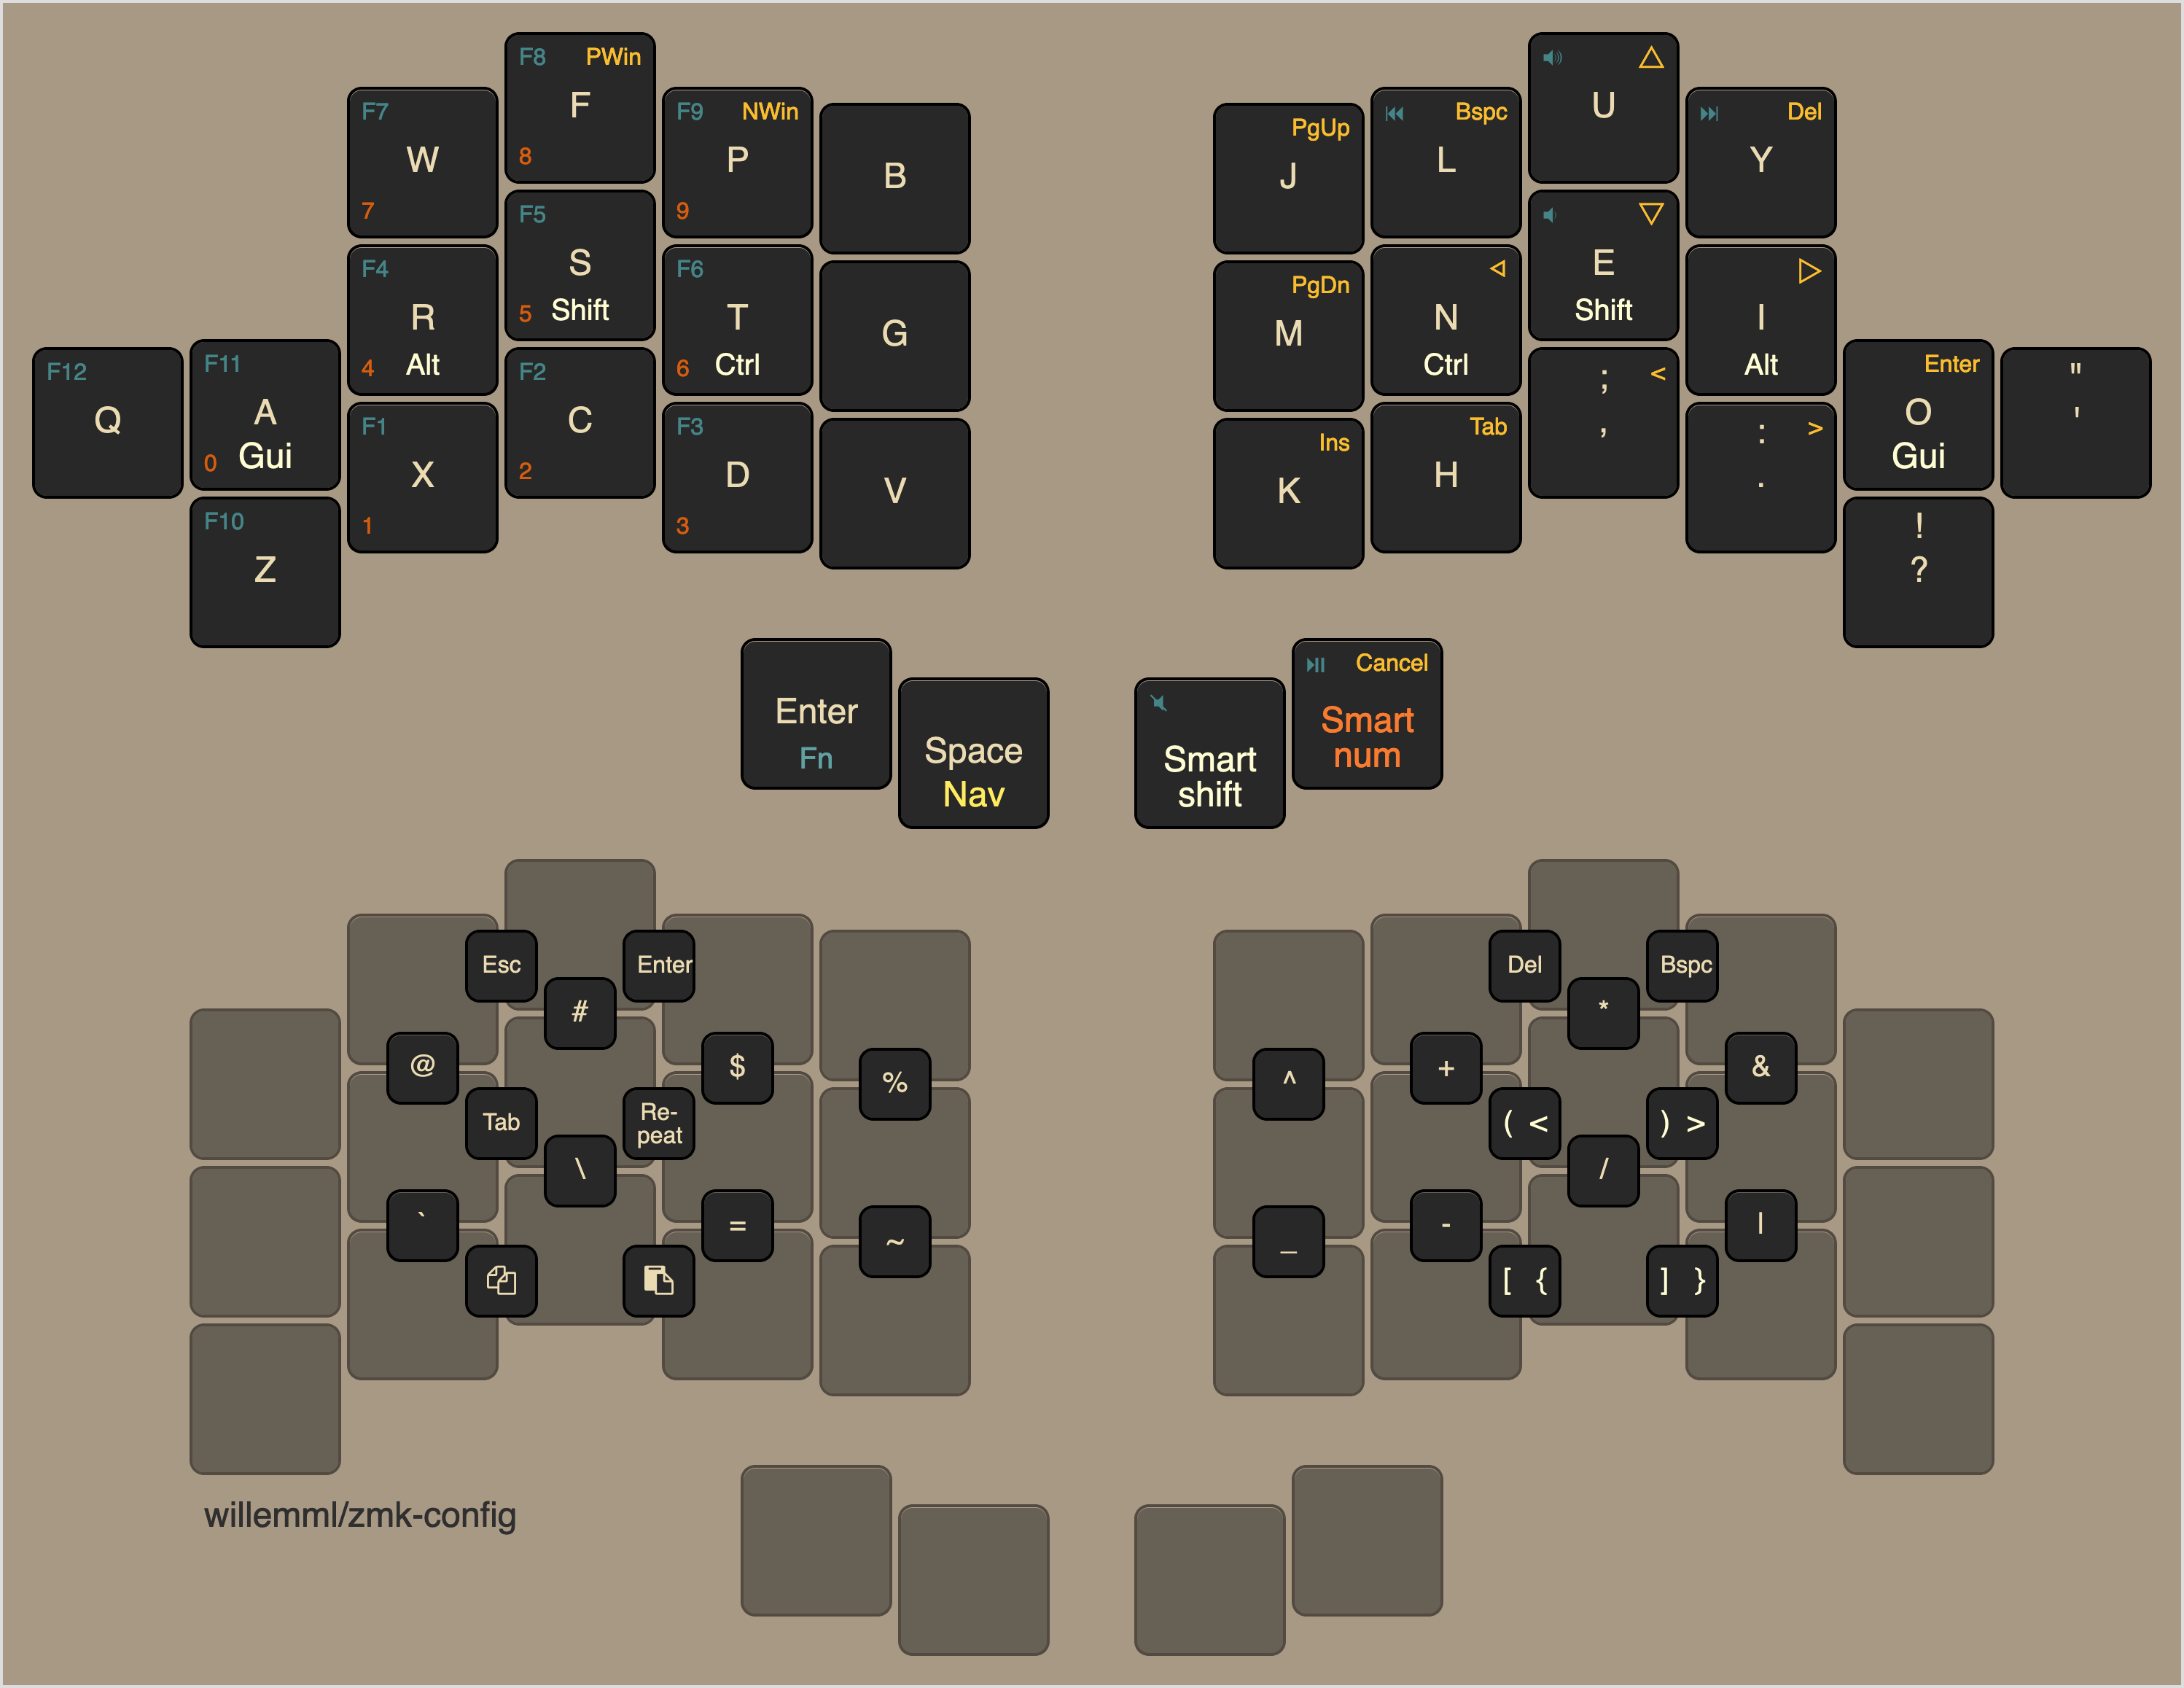 F8 PWin
F
8
F7
W
7
F9 NWin
P
9
B
U
PgUp
J
Bspc
L
Del
Y
F5
S
5 Shift
F4
R
4 Alt
F6
T
6 Ctrl
G
E
Shift
PgDn
M
N
Ctrl
I
Alt
F12
Q
F11
A
0 Gui
F1
X
1
F2
C
2
F3
D
3
V
Ins
K
Tab
H
; <
,
: >
.
Enter
O
Gui
"
'
F10
Z
!
?
Enter
Fn
Space
Nav
Smart
shift
Cancel
Smart
num
Esc
Enter
#
@
$
%
Tab
Re-
peat
\
`
=
~
Del
Bspc
*
^
+
&
( <
) >
/
_
-
|
[ {
] }
willemml/zmk-config